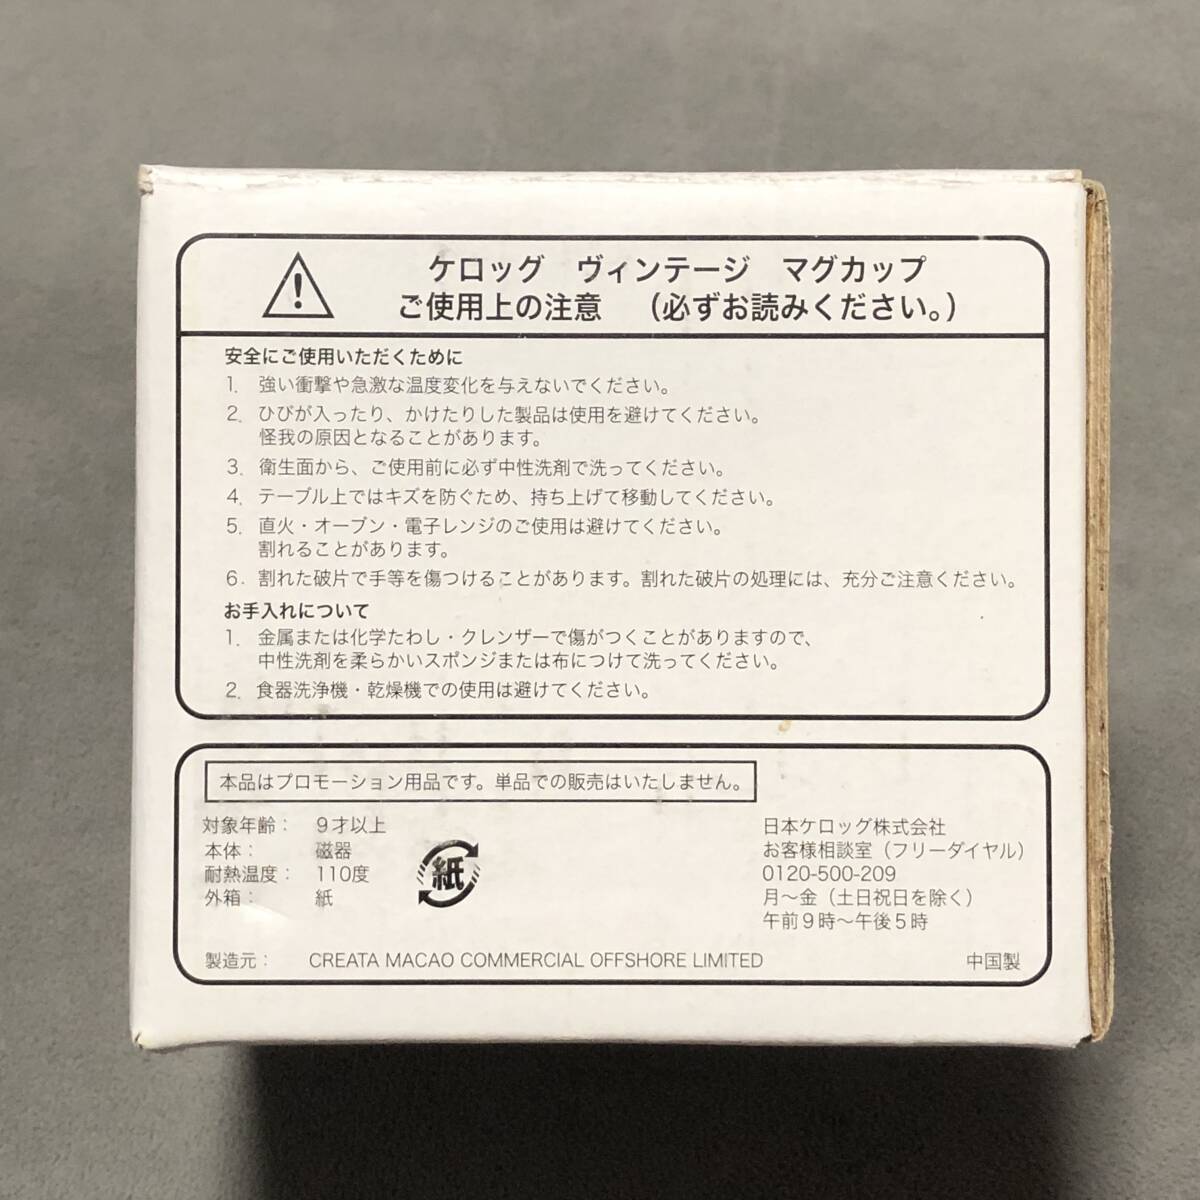 ケロッグ　ヴィンテージ　マグカップ
ご使用上の注意　（必ずお読みください。）
安全にご使用いただくために
1. 強い衝撃や急激な温度変化を与えないでください。
2. ひびが入ったり、かけたりした製品は使用を避けてください。
怪我の原因となることがあります。
3. 衛生面から、ご使用前に必ず中性洗剤で洗ってください。
4. テーブル上ではキズを防ぐため、持ち上げて移動してください。
5. 直火・オーブン・電子レンジのご使用は避けてください。
割れることがあります。
6. 割れた破片で手等を傷つけることがあります。割れた破片の処理には、充分ご注意ください。
お手入れについて
1. 金属または化学たわし・クレンザーで傷がつくことがありますので、
中性洗剤を柔らかいスポンジまたは布につけて洗ってください。
2. 食器洗浄機・乾燥機での使用は避けてください。
本品はプロモーション用品です。単品での販売はいたしません。
対象年齢：　9才以上
本体：　磁器
耐熱温度：　110度
外箱：　紙
紙
日本ケロッグ株式会社
お客様相談室（フリーダイヤル）
0120-500-209
月～金（土日祝日を除く）
午前9時～午後5時
製造元：　CREATA MACAO COMMERCIAL OFFSHORE LIMITED
中国製